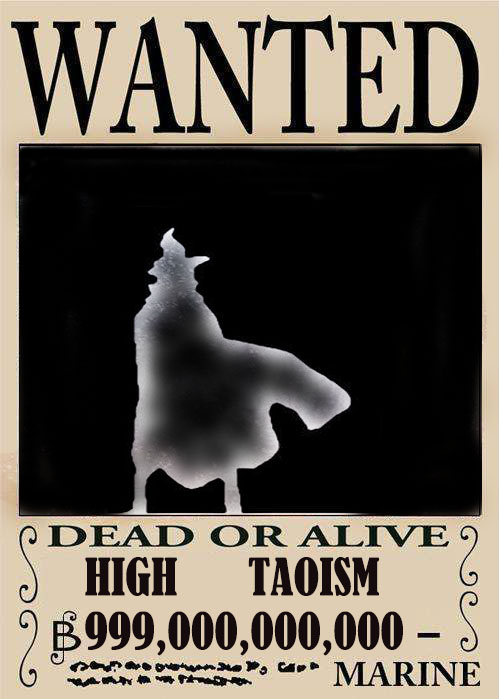 WANTED
DEAD OR ALIVE
HIGH TAOISM
฿999,000,000,000 –
MARINE